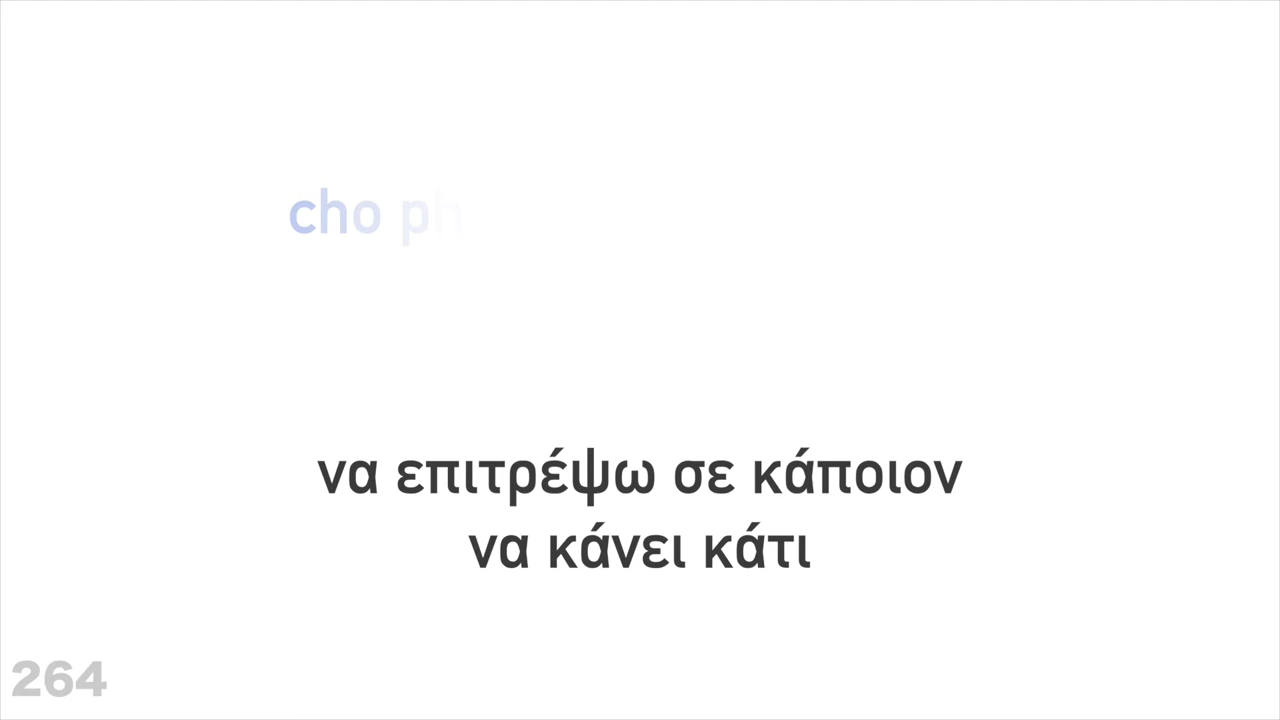 cho
να επιτρέψω σε κάποιον
να κάνει κάτι
264